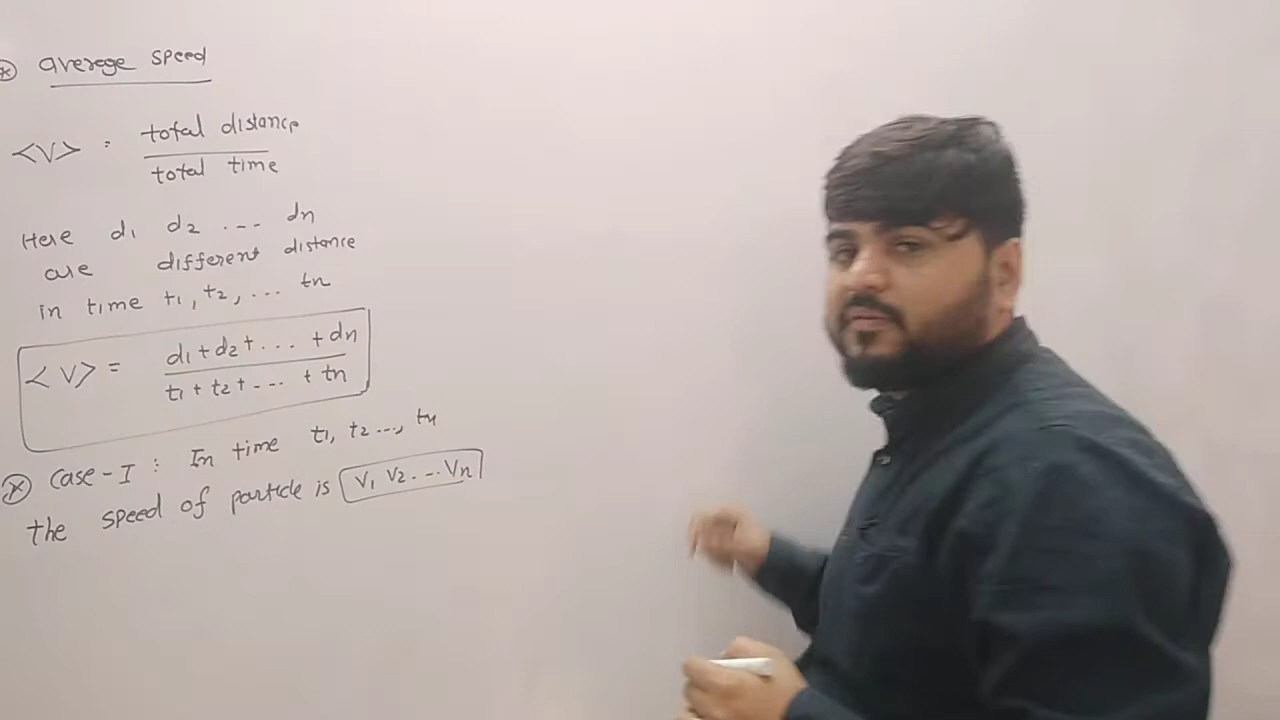 ⊛ average speed
<V> = total distance
total time
Here d1 d2 ... dn
are different distance
in time t1, t2, ... tn
<V> = d1+d2+... +dn
t1+t2+... +tn
⊛ Case-I : In time t1, t2..., tn
the speed of particle is V1 V2...Vn